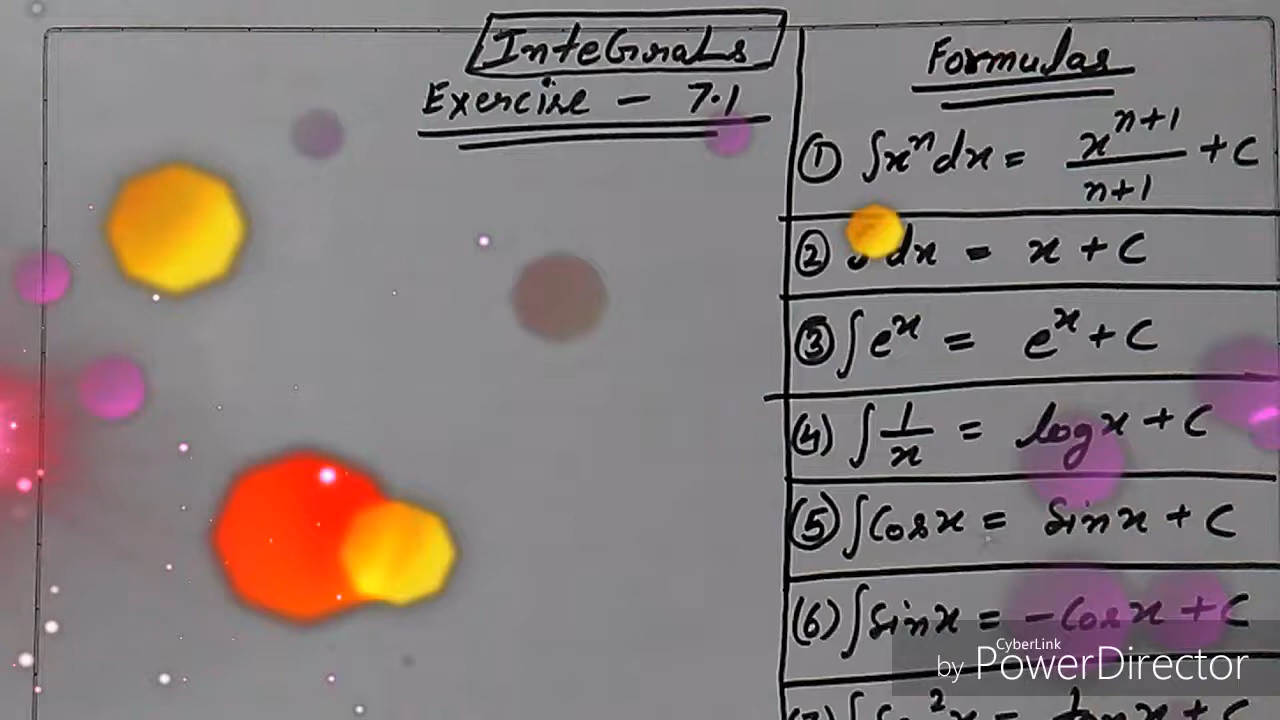 Integrals
Exercise - 7.1
Formulas
① ∫xⁿdx = xⁿ⁺¹/n+1 + C
② ∫dx = x + C
③ ∫eˣ = eˣ + C
(4) ∫1/x = log x + C
(5) ∫Cos x = Sin x + C
(6) ∫Sin x = - Cos x + C
= tan x + C
CyberLink
by PowerDirector